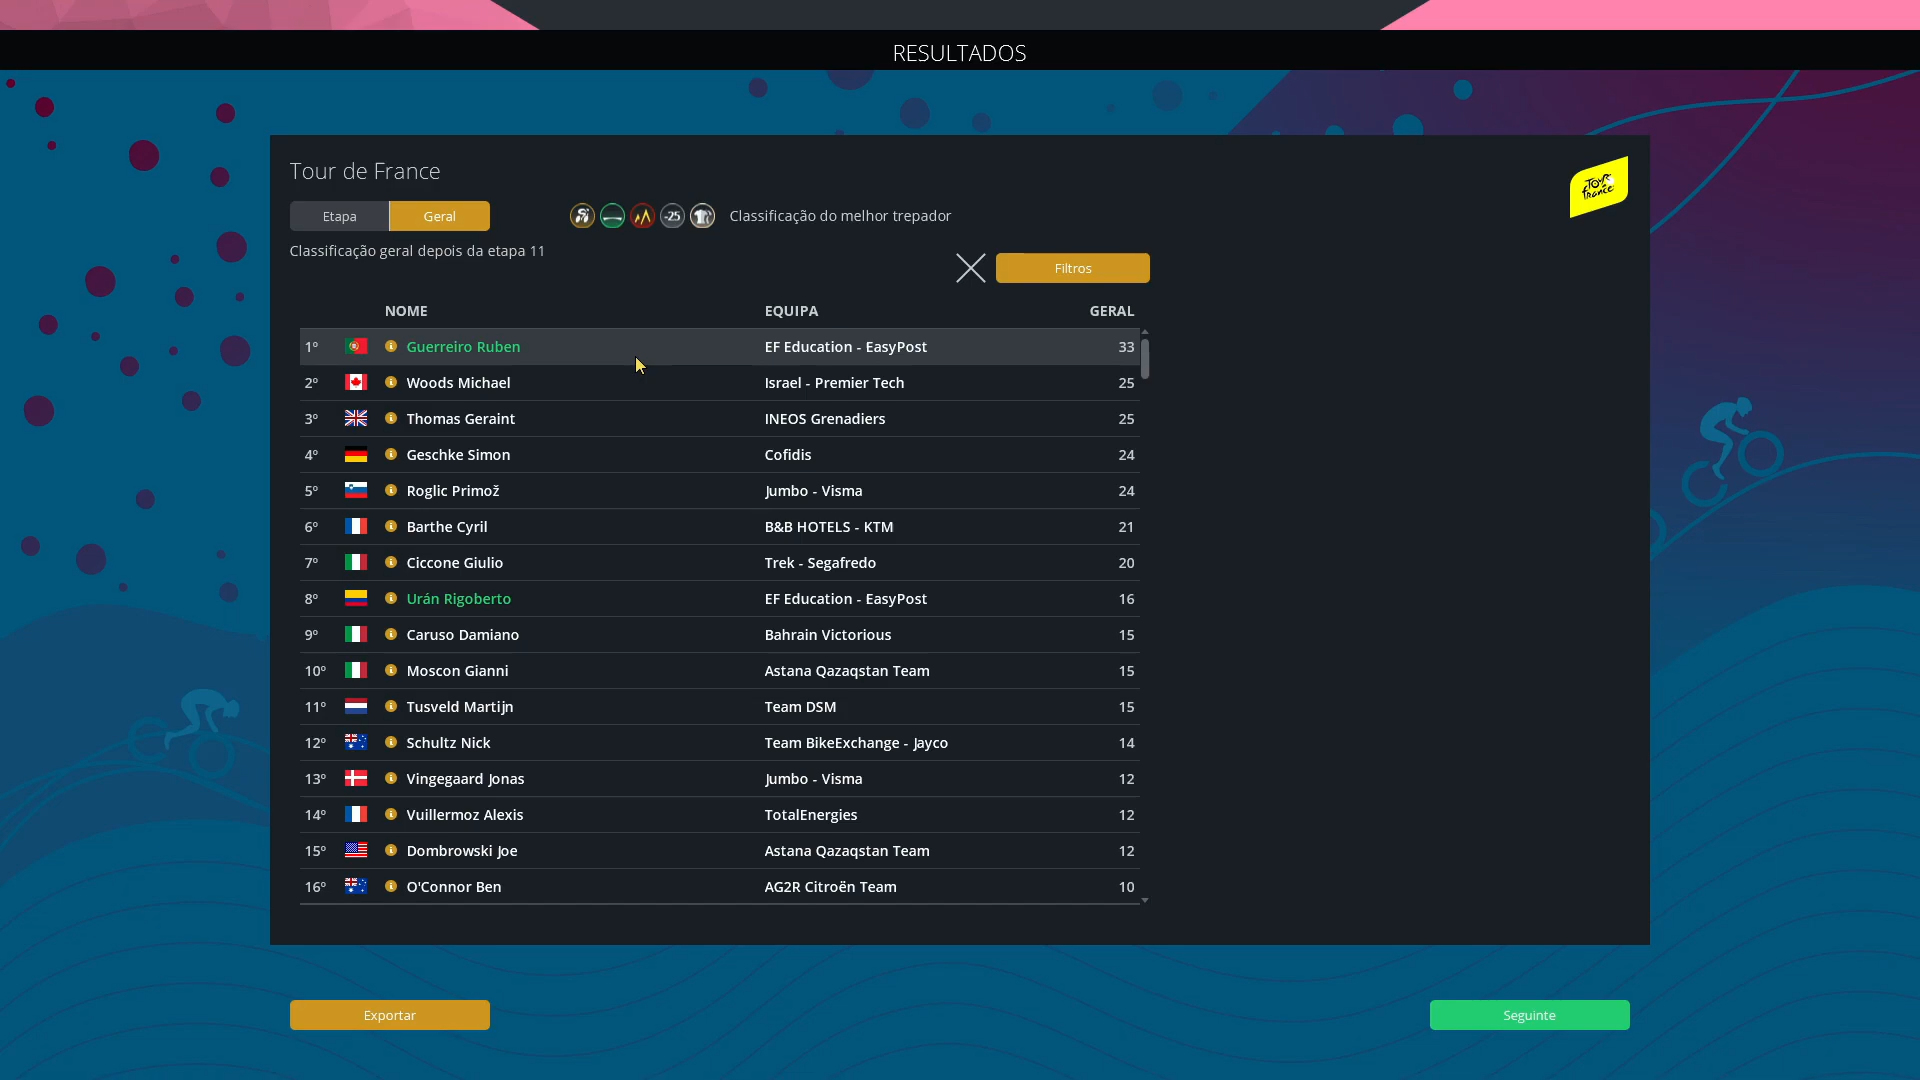 RESULTADOS
Tour de France
TOUR france
Etapa Geral -25 Classificação do melhor trepador
Classificação geral depois da etapa 11
Filtros
NOME EQUIPA GERAL
1º Guerreiro Ruben EF Education - EasyPost 33
2º Woods Michael Israel - Premier Tech 25
3º Thomas Geraint INEOS Grenadiers 25
4º Geschke Simon Cofidis 24
5º Roglic Primož Jumbo - Visma 24
6º Barthe Cyril B&B HOTELS - KTM 21
7º Ciccone Giulio Trek - Segafredo 20
8º Urán Rigoberto EF Education - EasyPost 16
9º Caruso Damiano Bahrain Victorious 15
10º Moscon Gianni Astana Qazaqstan Team 15
11º Tusveld Martijn Team DSM 15
12º Schultz Nick Team BikeExchange - Jayco 14
13º Vingegaard Jonas Jumbo - Visma 12
14º Vuillermoz Alexis TotalEnergies 12
15º Dombrowski Joe Astana Qazaqstan Team 12
16º O'Connor Ben AG2R Citroën Team 10
Exportar Seguinte